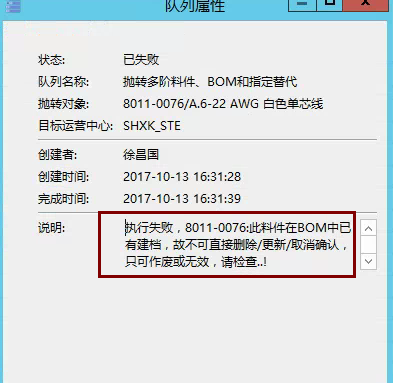 队列属性
状态: 已失败
队列名称: 抛转多阶料件、BOM和指定替代
抛转对象: 8011-0076/A.6-22 AWG 白色单芯线
目标运营中心: SHXK_STE
创建者: 徐昌国
创建时间: 2017-10-13 16:31:28
完成时间: 2017-10-13 16:31:39
说明: 执行失败，8011-0076:此料件在BOM中已
有建档，故不可直接删除/更新/取消确认，
只可作废或无效，请检查..!